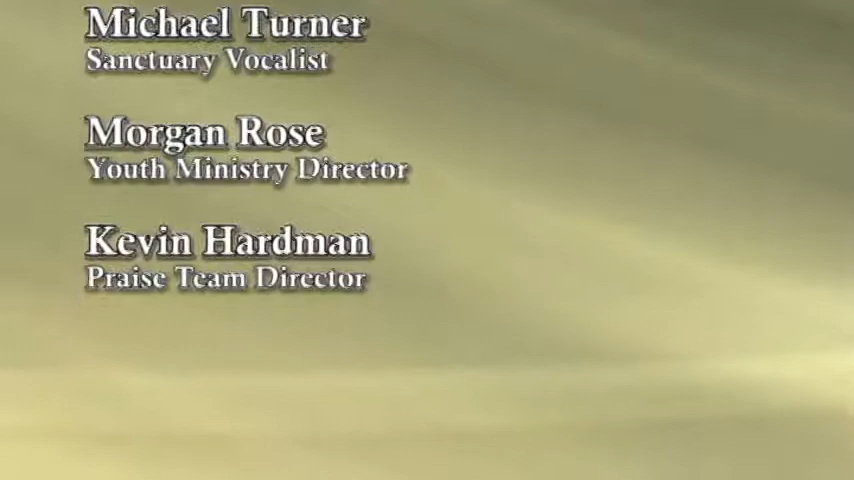 Michael Turner
Sanctuary Vocalist
Morgan Rose
Youth Ministry Director
Kevin Hardman
Praise Team Director